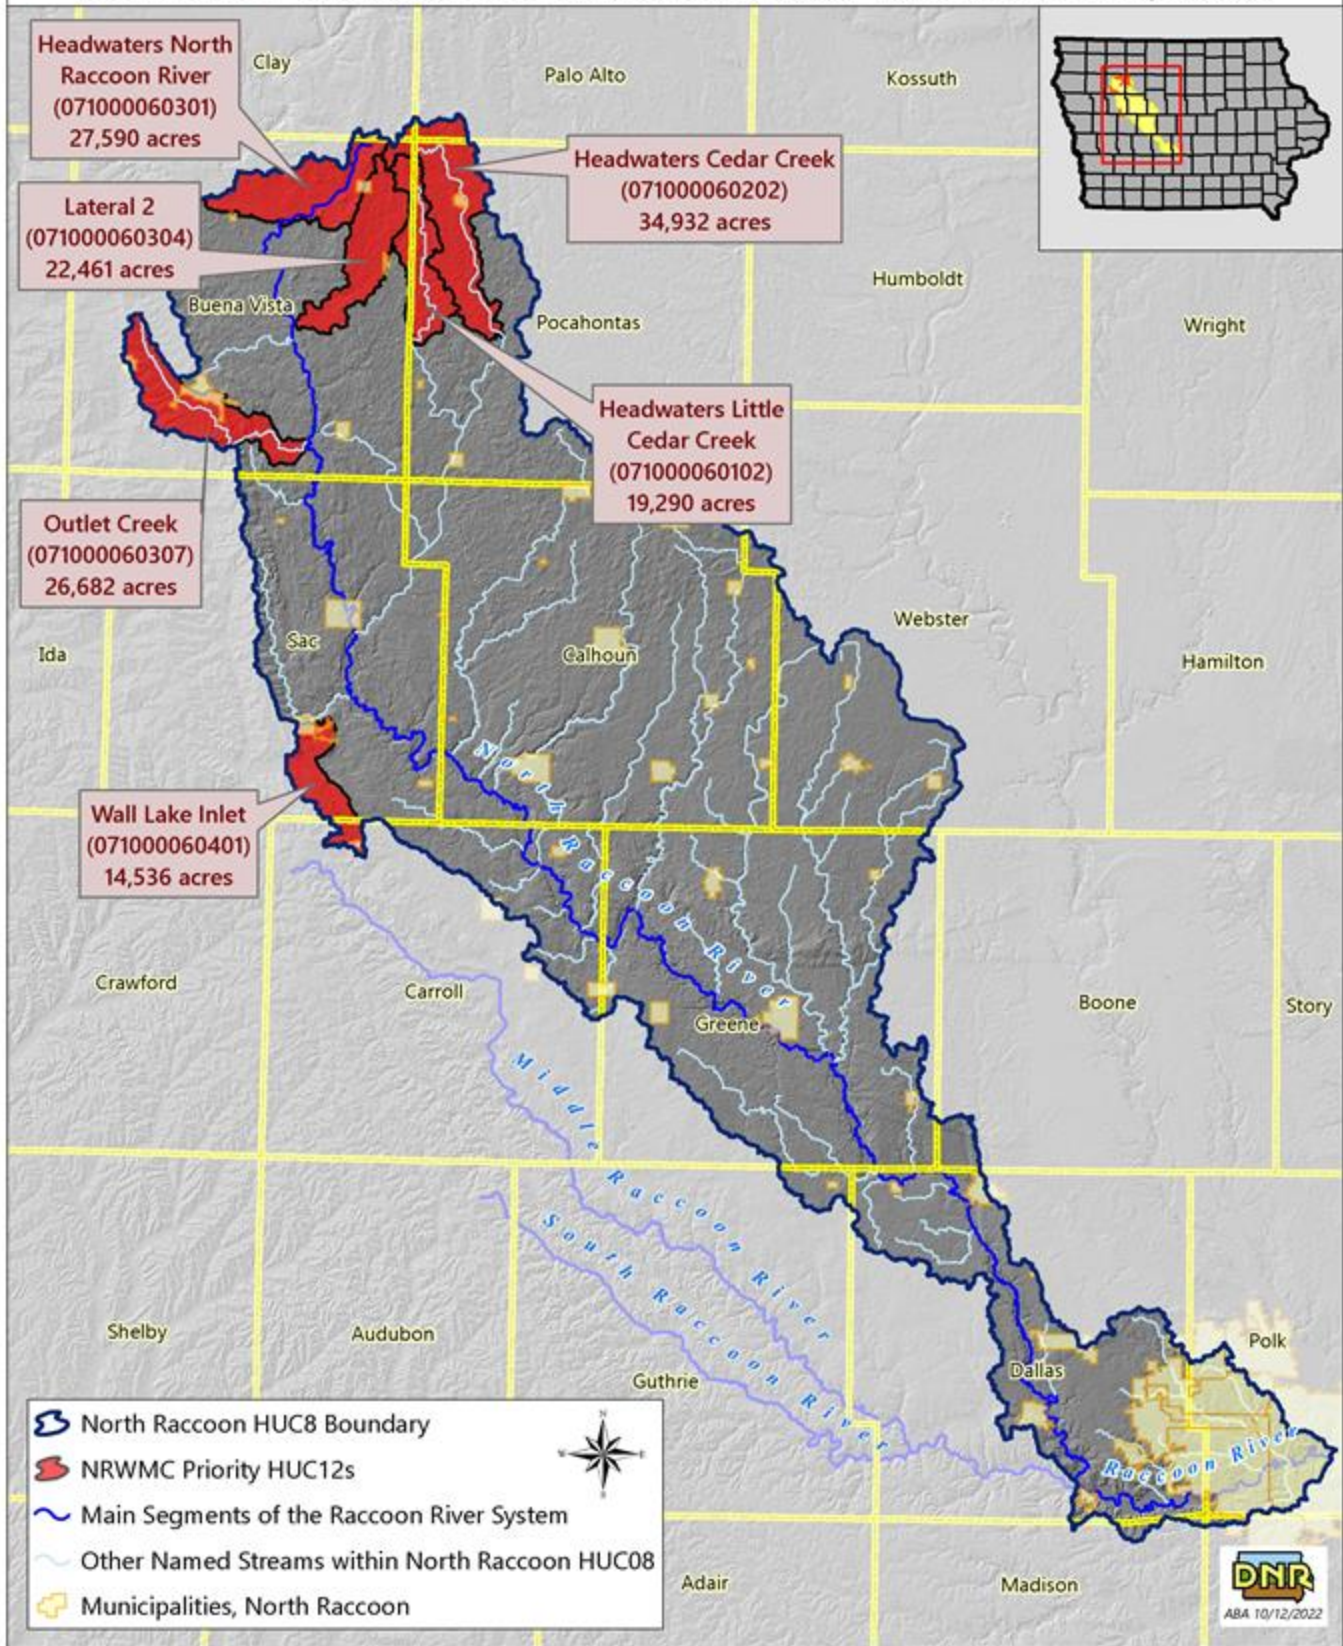 Headwaters North
Raccoon River
(071000060301)
27,590 acres
Clay
Palo Alto
Kossuth
Headwaters Cedar Creek
(071000060202)
34,932 acres
Lateral 2
(071000060304)
22,461 acres
Buena Vista
Pocahontas
Humboldt
Wright
Headwaters Little
Cedar Creek
(071000060102)
19,290 acres
Outlet Creek
(071000060307)
26,682 acres
Ida
Sac
Calhoun
Webster
Hamilton
North Raccoon River
Wall Lake Inlet
(071000060401)
14,536 acres
Crawford
Carroll
Greene
Boone
Story
Middle Raccoon River
South Raccoon River
Shelby
Audubon
Guthrie
Dallas
Polk
Raccoon River
North Raccoon HUC8 Boundary
NRWMC Priority HUC12s
Main Segments of the Raccoon River System
Other Named Streams within North Raccoon HUC08
Municipalities, North Raccoon
N
W E
S
Adair
Madison
DNR
ABA 10/12/2022